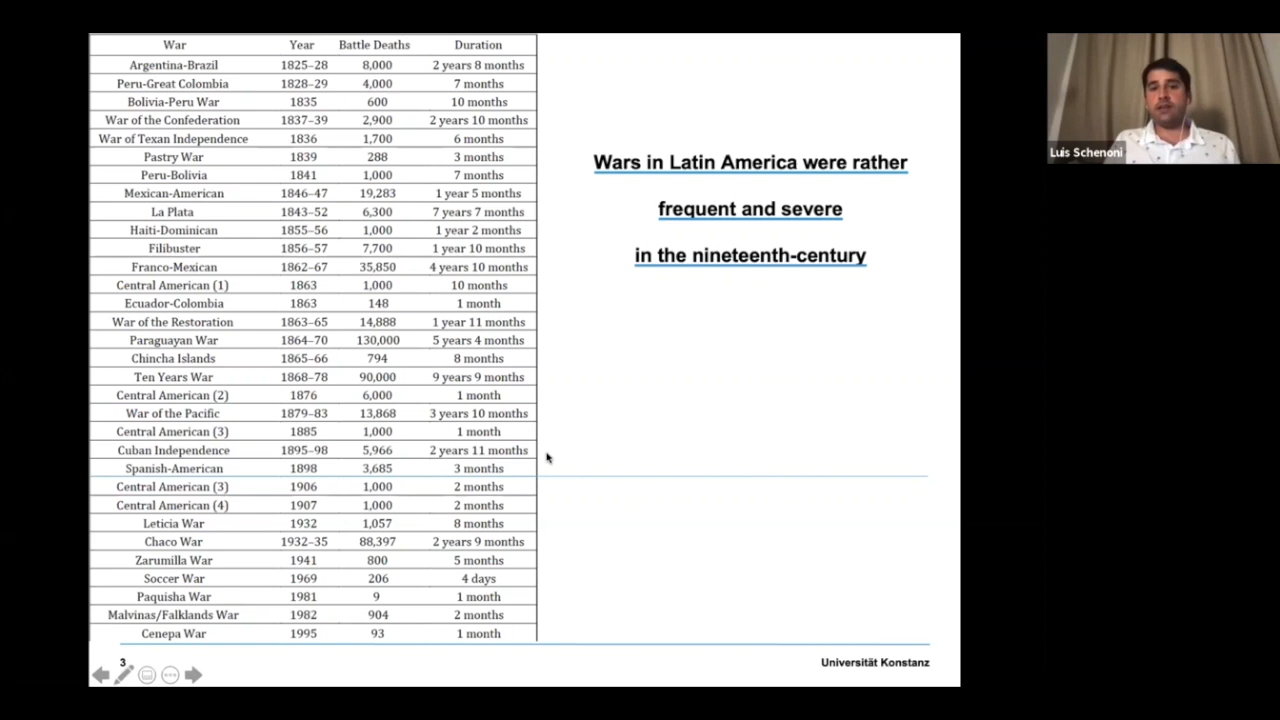 War Year Battle Deaths Duration
Argentina-Brazil 1825–28 8,000 2 years 8 months
Peru-Great Colombia 1828–29 4,000 7 months
Bolivia-Peru War 1835 600 10 months
War of the Confederation 1837–39 2,900 2 years 10 months
War of Texan Independence 1836 1,700 6 months
Pastry War 1839 288 3 months
Peru-Bolivia 1841 1,000 7 months
Mexican-American 1846–47 19,283 1 year 5 months
La Plata 1843–52 6,300 7 years 7 months
Haiti-Dominican 1855–56 1,000 1 year 2 months
Filibuster 1856–57 7,700 1 year 10 months
Franco-Mexican 1862–67 35,850 4 years 10 months
Central American (1) 1863 1,000 10 months
Ecuador-Colombia 1863 148 1 month
War of the Restoration 1863–65 14,888 1 year 11 months
Paraguayan War 1864–70 130,000 5 years 4 months
Chincha Islands 1865–66 794 8 months
Ten Years War 1868–78 90,000 9 years 9 months
Central American (2) 1876 6,000 1 month
War of the Pacific 1879–83 13,868 3 years 10 months
Central American (3) 1885 1,000 1 month
Cuban Independence 1895–98 5,966 2 years 11 months
Spanish-American 1898 3,685 3 months
Central American (3) 1906 1,000 2 months
Central American (4) 1907 1,000 2 months
Leticia War 1932 1,057 8 months
Chaco War 1932–35 88,397 2 years 9 months
Zarumilla War 1941 800 5 months
Soccer War 1969 206 4 days
Paquisha War 1981 9 1 month
Malvinas/Falklands War 1982 904 2 months
Cenepa War 1995 93 1 month
Wars in Latin America were rather
frequent and severe
in the nineteenth-century
3
Universität Konstanz
Luis Schenoni